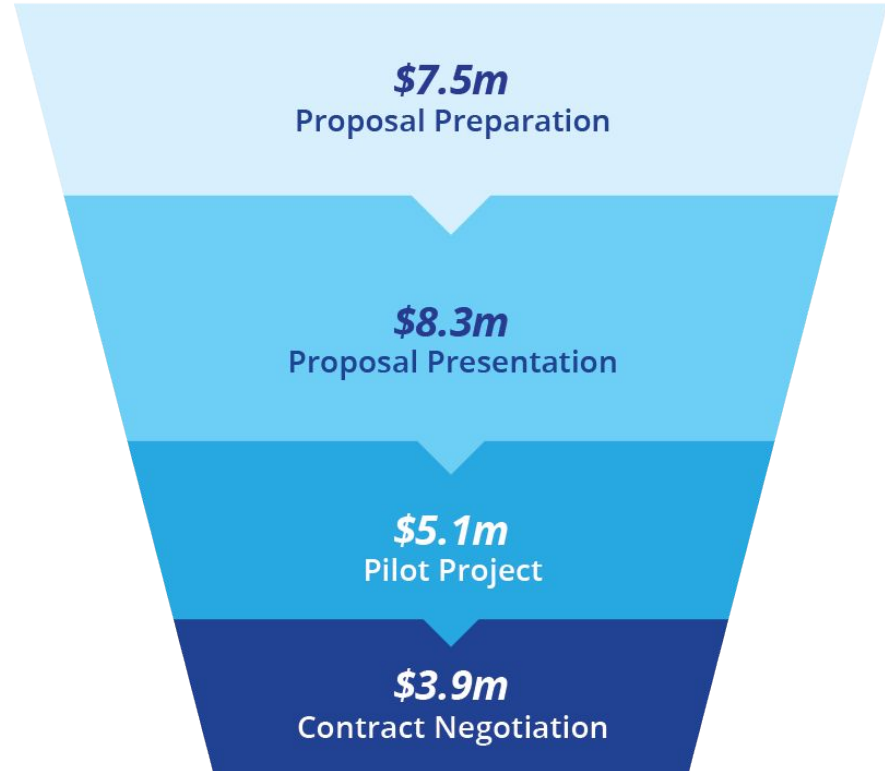 $7.5m
Proposal Preparation
$8.3m
Proposal Presentation
$5.1m
Pilot Project
$3.9m
Contract Negotiation